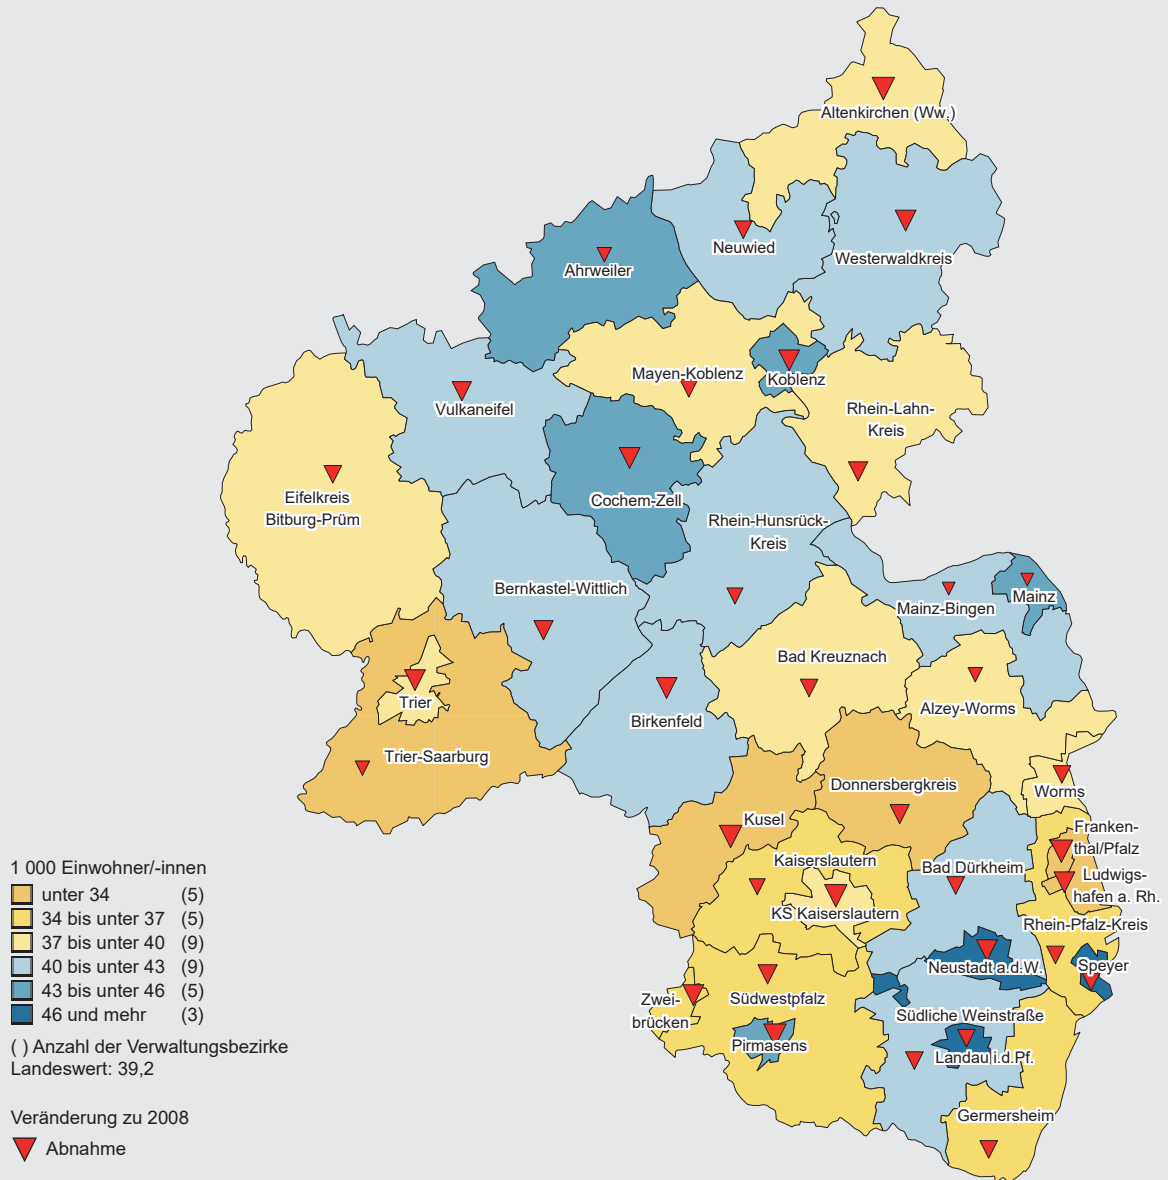 Altenkirchen (Ww.)
Neuwied
Westerwaldkreis
Ahrweiler
Mayen-Koblenz
Koblenz
Vulkaneifel
Rhein-Lahn-
Kreis
Eifelkreis
Bitburg-Prüm
Cochem-Zell
Rhein-Hunsrück-
Kreis
Bernkastel-Wittlich
Mainz-Bingen
Mainz
Bad Kreuznach
Trier
Birkenfeld
Alzey-Worms
Trier-Saarburg
Donnersbergkreis
Worms
Kusel
Franken-
thal/Pfalz
Kaiserslautern
Bad Dürkheim
Ludwigs-
hafen a. Rh.
KS Kaiserslautern
Rhein-Pfalz-Kreis
Neustadt a.d.W.
Speyer
Zwei-
brücken
Südwestpfalz
Südliche Weinstraße
Pirmasens
Landau i.d.Pf.
Germersheim
1 000 Einwohner/-innen
unter 34 (5)
34 bis unter 37 (5)
37 bis unter 40 (9)
40 bis unter 43 (9)
43 bis unter 46 (5)
46 und mehr (3)
( ) Anzahl der Verwaltungsbezirke
Landeswert: 39,2
Veränderung zu 2008
Abnahme